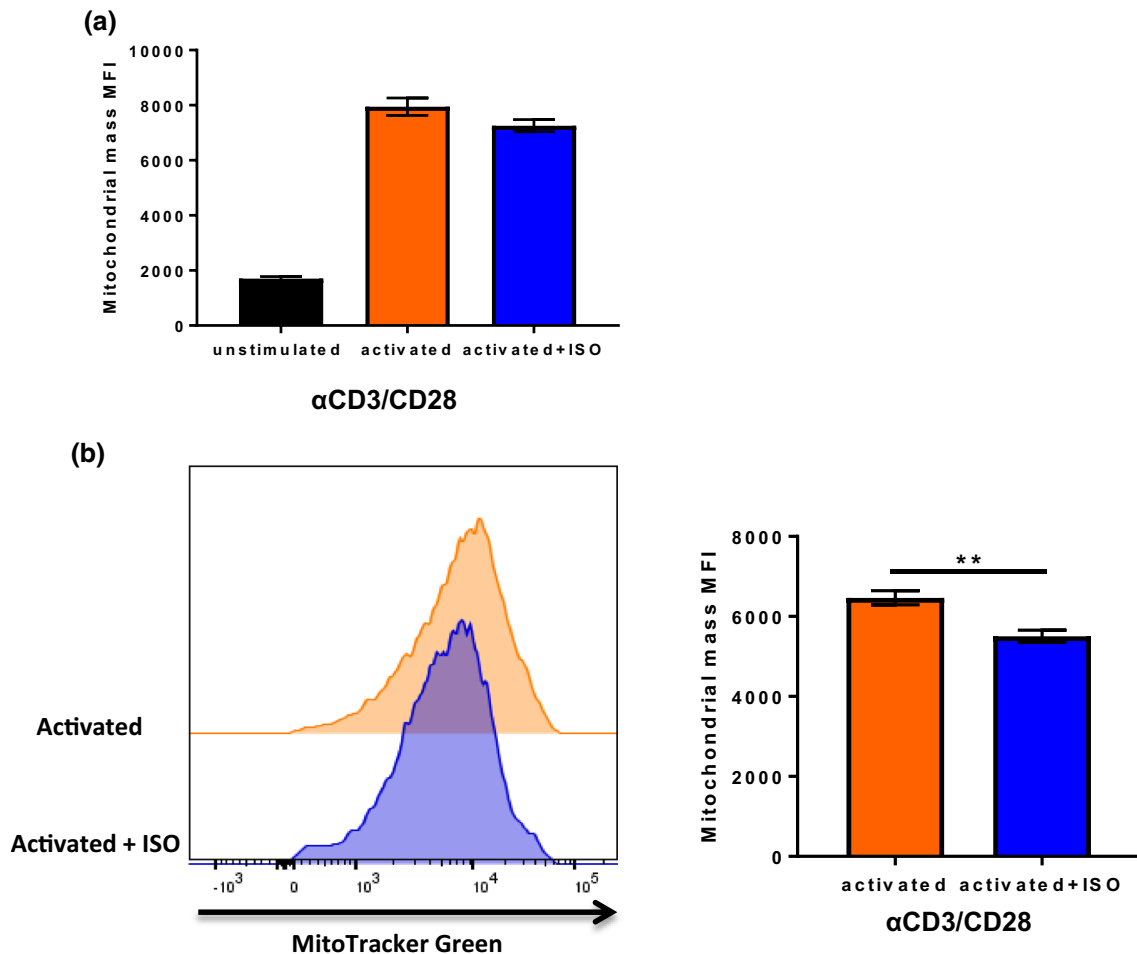 (a)
10000
8000
6000
4000
2000
0
Mitochondrial mass MFI
unstimulated activated activated+ISO
αCD3/CD28
(b)
Activated
Activated + ISO
-10³ 0 10³ 10⁴ 10⁵
MitoTracker Green
8000
6000
4000
2000
0
Mitochondrial mass MFI
**
activated activated+ISO
αCD3/CD28